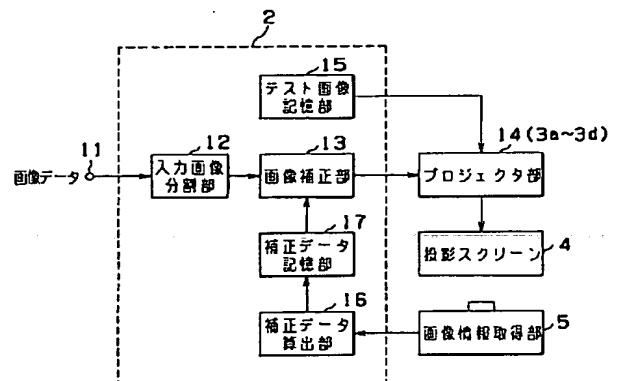 2
15
テスト画像
記憶部
12
13
14(3a~3d)
画像データ
11
入力画像
分割部
画像補正部
プロジェクタ部
17
補正データ
記憶部
投影スクリーン
4
16
補正データ
算出部
画像情報取得部
5